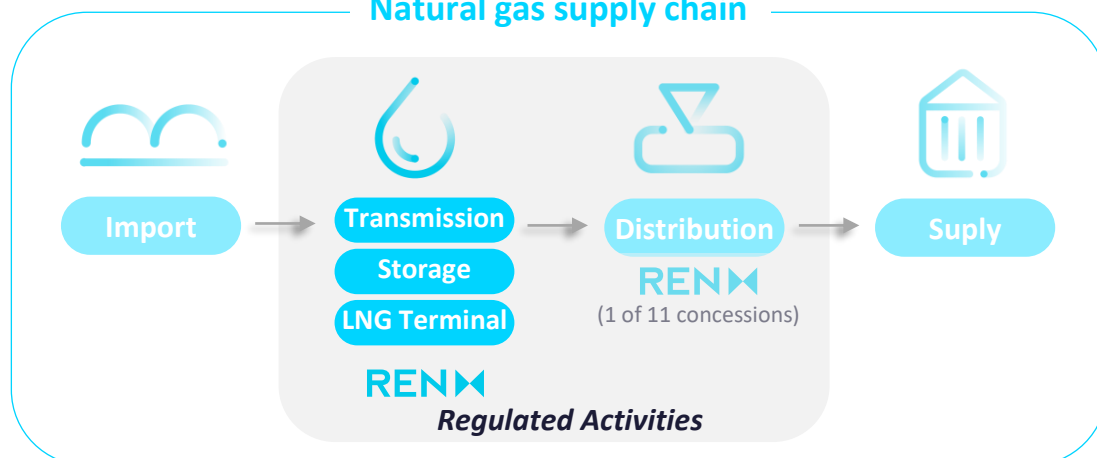 Natural gas supply chain
Import
Transmission
Storage
LNG Terminal
REN
Distribution
REN
(1 of 11 concessions)
Suply
Regulated Activities